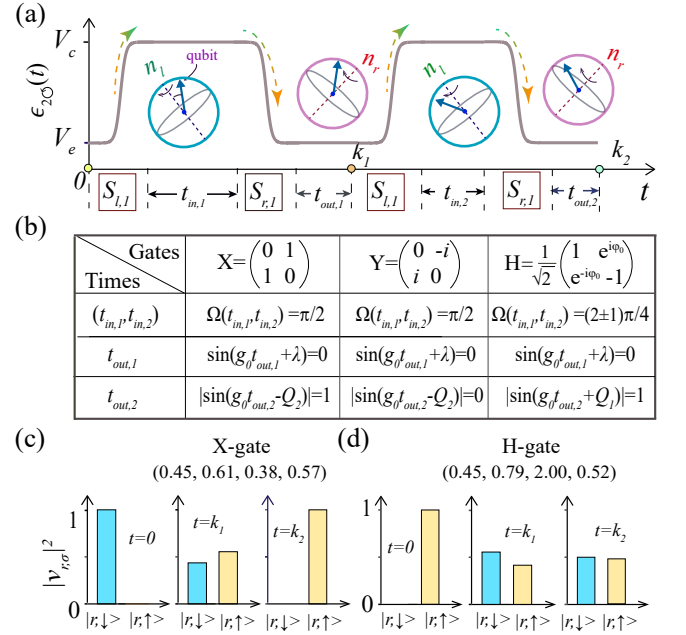 (a)
V_c
ϵ_{2℧}(t)
V_e
n_l
qubit
n_r
n_l
n_r
k_1
k_2
0
S_{l,1}
t_{in,1}
S_{r,1}
t_{out,1}
S_{l,1}
t_{in,2}
S_{r,1}
t_{out,2}
t
(b)
Gates
Times
X=(0 1
1 0)
Y=(0 -i
i 0)
H=1/√2(1 e^{iφ_0}
e^{-iφ_0} -1)
(t_{in,1},t_{in,2}) Ω(t_{in,1},t_{in,2})=π/2 Ω(t_{in,1},t_{in,2})=π/2 Ω(t_{in,1},t_{in,2})=(2±1)π/4
t_{out,1} sin(g_0t_{out,1}+λ)=0 sin(g_0t_{out,1}+λ)=0 sin(g_0t_{out,1}+λ)=0
t_{out,2} |sin(g_0t_{out,2}-Q_2)|=1 |sin(g_0t_{out,2}-Q_2)|=0 |sin(g_0t_{out,2}+Q_1)|=1
(c)
X-gate
(0.45, 0.61, 0.38, 0.57)
|v_{r,σ}|^2
1
0
t=0
t=k_1
t=k_2
|r,↓> |r,↑>
|r,↓> |r,↑>
|r,↓> |r,↑>
(d)
H-gate
(0.45, 0.79, 2.00, 0.52)
1
0
t=0
t=k_1
t=k_2
|r,↓> |r,↑>
|r,↓> |r,↑>
|r,↓> |r,↑>